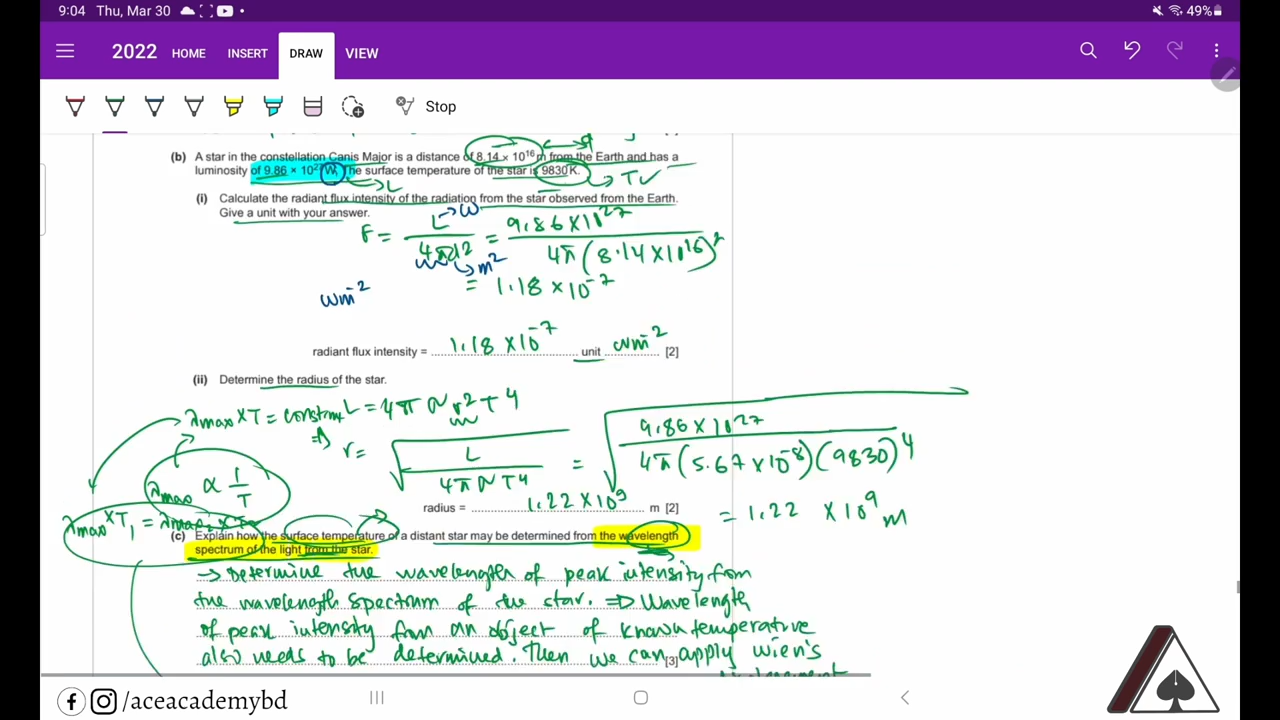 9:04 Thu, Mar 30 49%
2022 HOME INSERT DRAW VIEW
Stop
(b) A star in the constellation Canis Major is a distance of 8.14 × 10¹⁶ m from the Earth and has a
luminosity of 9.86 × 10²⁷ W. The surface temperature of the star is 9830 K.
→ L → T✓
(i) Calculate the radiant flux intensity of the radiation from the star observed from the Earth.
Give a unit with your answer.
F = L/4πd² = 9.86 × 10²⁷/4π(8.14 × 10¹⁶)²
→ W
→ m²
= 1.18 × 10⁻⁷
Wm⁻²
radiant flux intensity = 1.18 × 10⁻⁷ unit Wm⁻² [2]
(ii) Determine the radius of the star.
λmax × T = constant L = 4πσr²T⁴
⇒ r = √(L/4πσT⁴) = √(9.86 × 10²⁷/4π(5.67 × 10⁻⁸)(9830)⁴)
λmax ∝ 1/T
radius = 1.22 × 10⁹ m [2]
= 1.22 × 10⁹ m
λmax × T₁ = λmax₂ × T₂
(c) Explain how the surface temperature of a distant star may be determined from the wavelength
spectrum of the light from the star.
→ Determine the wavelength of peak intensity from
the wavelength spectrum of the star. ⇒ Wavelength
of peak intensity from an object of known temperature
also needs to be determined. Then we can apply wien's
[3]
/aceacademybd